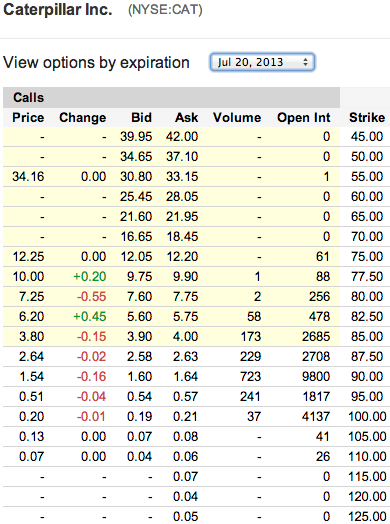 Caterpillar Inc. (NYSE:CAT)
View options by expiration Jul 20, 2013
Calls
Price Change Bid Ask Volume Open Int Strike
- - 39.95 42.00 - 0 45.00
- - 34.65 37.10 - 0 50.00
34.16 0.00 30.80 33.15 - 1 55.00
- - 25.45 28.05 - 0 60.00
- - 21.60 21.95 - 0 65.00
- - 16.65 18.45 - 0 70.00
12.25 0.00 12.05 12.20 - 61 75.00
10.00 +0.20 9.75 9.90 1 88 77.50
7.25 -0.55 7.60 7.75 2 256 80.00
6.20 +0.45 5.60 5.75 58 478 82.50
3.80 -0.15 3.90 4.00 173 2685 85.00
2.64 -0.02 2.58 2.63 229 2708 87.50
1.54 -0.16 1.60 1.64 723 9800 90.00
0.51 -0.04 0.54 0.57 241 1817 95.00
0.20 -0.01 0.19 0.21 37 4137 100.00
0.13 0.00 0.07 0.08 - 41 105.00
0.07 0.00 0.04 0.06 - 26 110.00
- - - 0.07 - 0 115.00
- - - 0.04 - 0 120.00
- - - 0.05 - 0 125.00